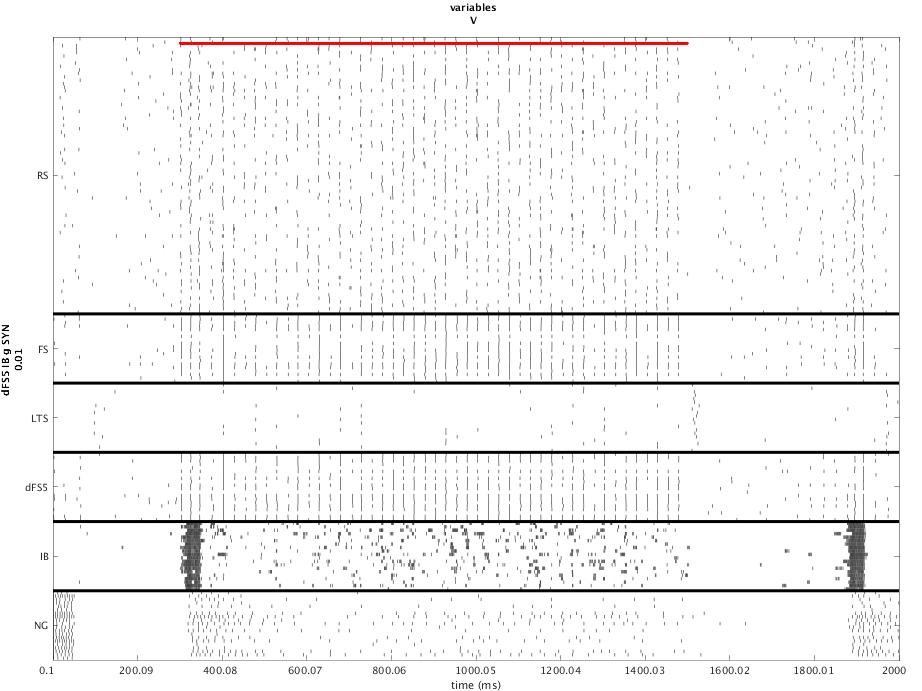 variables
V
RS
FS
LTS
dFS5
IB
NG
dFS5 IB g SYN
0.01
0.1
200.09
400.08
600.07
800.06
1000.05
1200.04
1400.03
1600.02
1800.01
2000
time (ms)